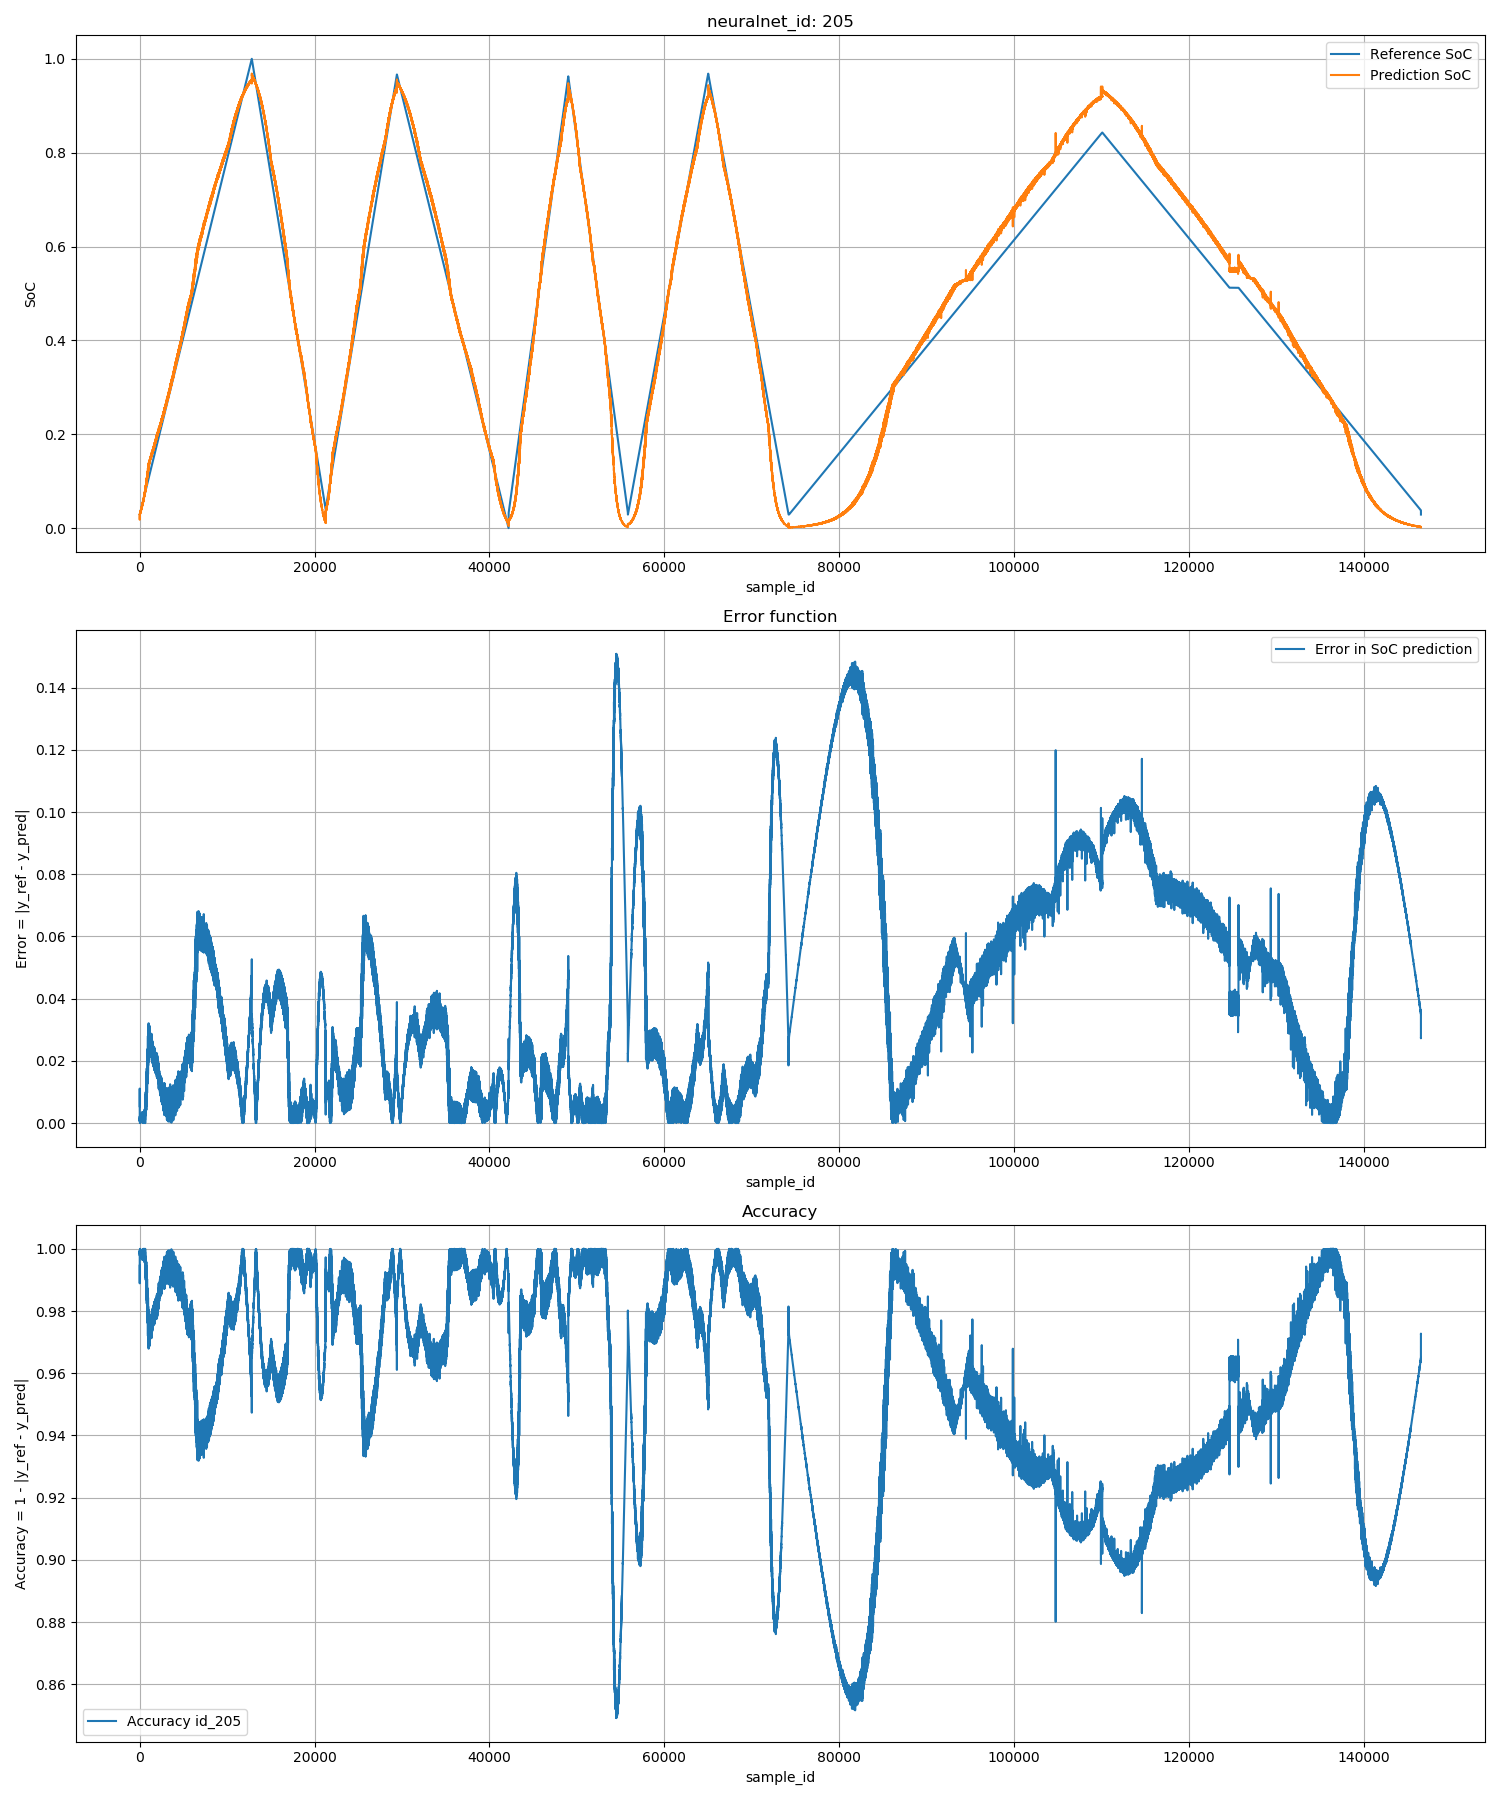 neuralnet_id: 205
Reference SoC
Prediction SoC
SoC
1.0
0.8
0.6
0.4
0.2
0.0
0 20000 40000 60000 80000 100000 120000 140000
sample_id
Error function
Error in SoC prediction
Error = |y_ref - y_pred|
0.14
0.12
0.10
0.08
0.06
0.04
0.02
0.00
0 20000 40000 60000 80000 100000 120000 140000
sample_id
Accuracy
Accuracy = 1 - |y_ref - y_pred|
1.00
0.98
0.96
0.94
0.92
0.90
0.88
0.86
Accuracy id_205
0 20000 40000 60000 80000 100000 120000 140000
sample_id